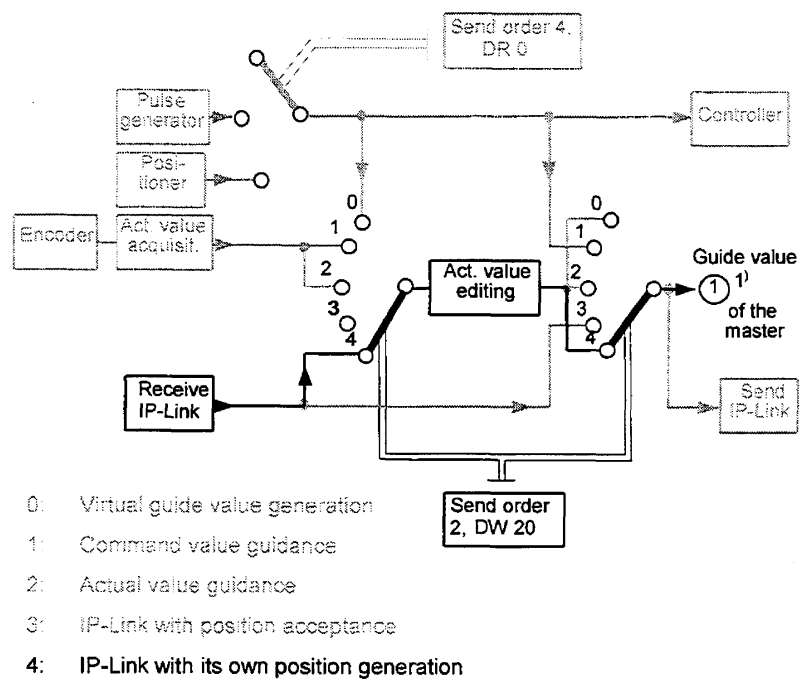 Send order 4,
DR 0
Pulse
generator
Controller
Posi-
tioner
Encoder
Act. value
acquisit.
0
1
2
3
4
Act. value
editing
0
1
2
3
4
Guide value
1 1)
of the
master
Receive
IP-Link
Send
IP-Link
Send order
2, DW 20
0: Virtual guide value generation
1: Command value guidance
2: Actual value guidance
3: IP-Link with position acceptance
4: IP-Link with its own position generation